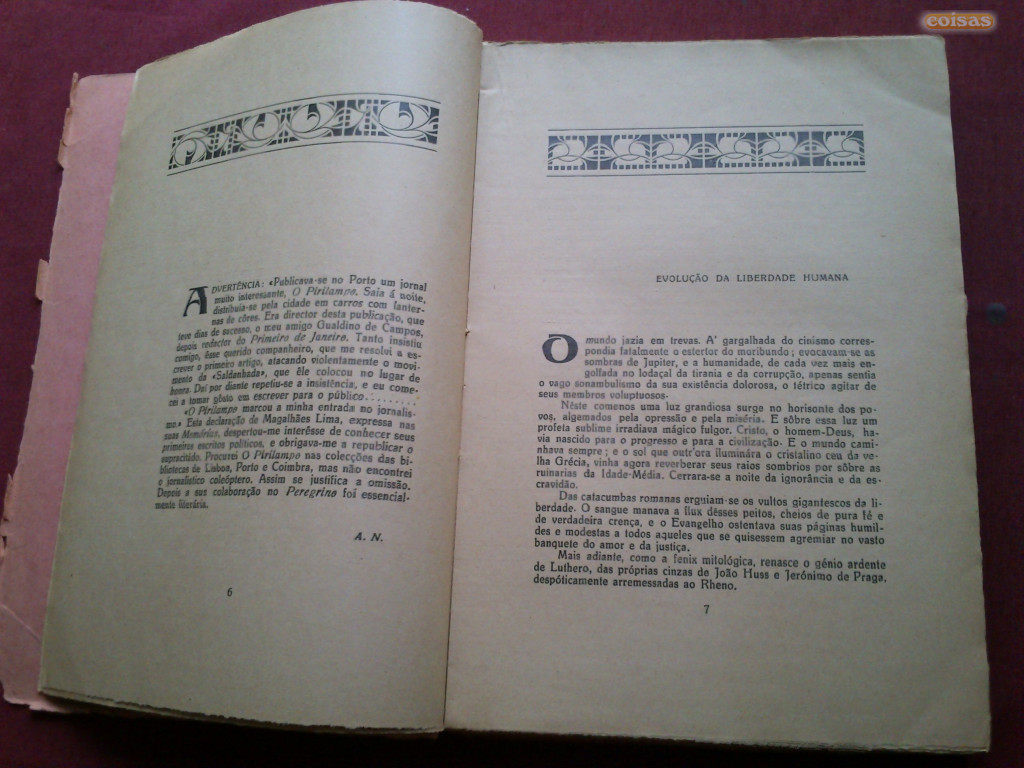 coisas
ADVERTÊNCIA: «Publicava-se no Porto um jornal
muito interessante, O Pirilampo. Saía á noite,
distribuia-se pela cidade em carros com lanter-
nas de côres. Era director desta publicação, que
teve dias de sucesso, o meu amigo Gualdino de Campos,
depois redactor do Primeiro de Janeiro. Tanto insistiu
comigo, êsse querido companheiro, que me resolvi a es-
crever o primeiro artigo, atacando violentamente o movi-
mento da «Saldanhada», que êle colocou no lugar de
honra. Daí por diante repetiu-se a insistência, e eu come-
cei a tomar gôsto em escrever para o público........
«O Pirilampo marcou a minha entrada no jornalis-
mo.» Esta declaração de Magalhães Lima, expressa nas
suas Memórias, despertou-me interêsse de conhecer seus
primeiros escritos políticos, e obrigava-me a republicar o
supracitado. Procurei O Pirilampo nas colecções das bi-
bliotecas de Lisboa, Porto e Coimbra, mas não encontrei
o jornalístico coleóptero. Assim se justifica a omissão.
Depois a sua colaboração no Peregrino foi essencial-
mente literária.
A. N.
6
EVOLUÇÃO DA LIBERDADE HUMANA
O mundo jazia em trevas. A' gargalhada do cinismo corres-
pondia fatalmente o estertor do moribundo; evocavam-se as
sombras de Jupiter, e a humanidade, de cada vez mais en-
golfada no lodaçal da tirania e da corrupção, apenas sentia
o vago sonambulismo da sua existência dolorosa, o tétrico agitar de
seus membros voluptuosos.
Nêste comenos uma luz grandiosa surge no horisonte dos po-
vos, algemados pela opressão e pela miséria. E sôbre essa luz um
profeta sublime irradiava mágico fulgor. Cristo, o homem-Deus, ha-
via nascido para o progresso e para a civilização. E o mundo cami-
nhava sempre; e o sol que outr'ora iluminára o cristalino ceu da ve-
lha Grécia, vinha agora reverberar seus raios sombrios por sôbre as
ruinarias da Idade-Média. Cerrara-se a noite da ignorância e da es-
cravidão.
Das catacumbas romanas erguiam-se os vultos gigantescos da li-
berdade. O sangue manava a flux dêsses peitos, cheios de pura fé e
de verdadeira crença, e o Evangelho ostentava suas páginas humil-
des e modestas a todos aqueles que se quisessem agremiar no vasto
banquete do amor e da justiça.
Mais adiante, como a fenix mitológica, renasce o génio ardente
de Luthero, das próprias cinzas de João Huss e Jerónimo de Praga,
despóticamente arremessadas ao Rheno.
7